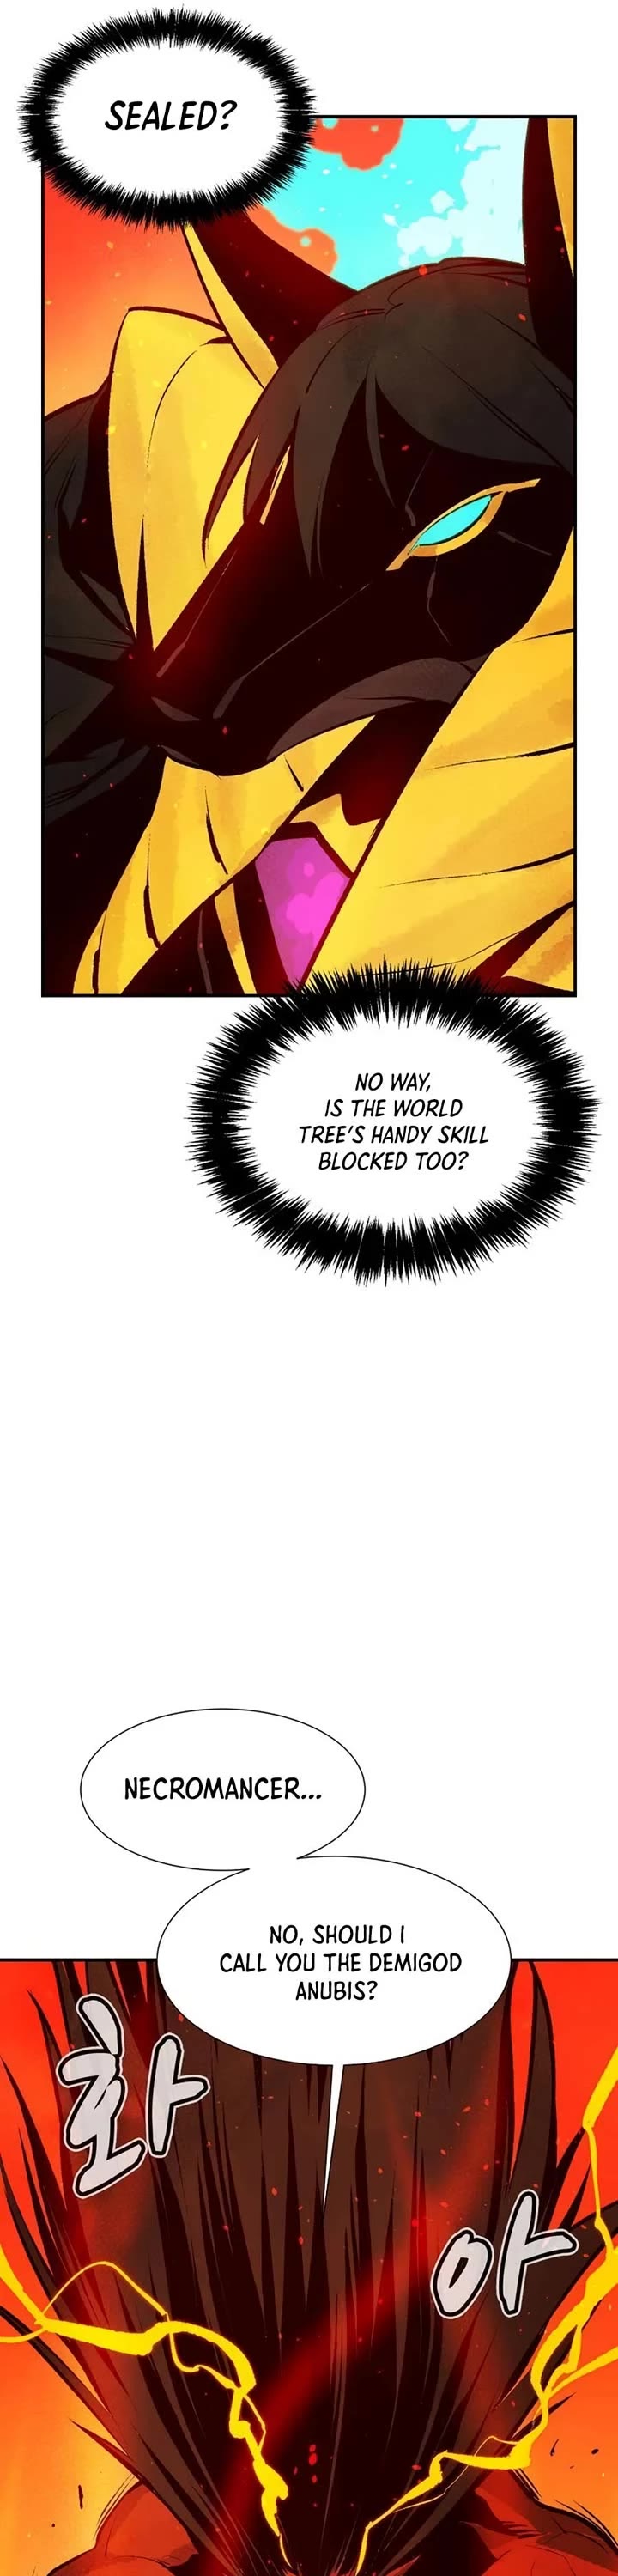 SEALED?
NO WAY,
IS THE WORLD
TREE'S HANDY SKILL
BLOCKED TOO?
NECROMANCER...
NO, SHOULD I
CALL YOU THE DEMIGOD
ANUBIS?
화
아